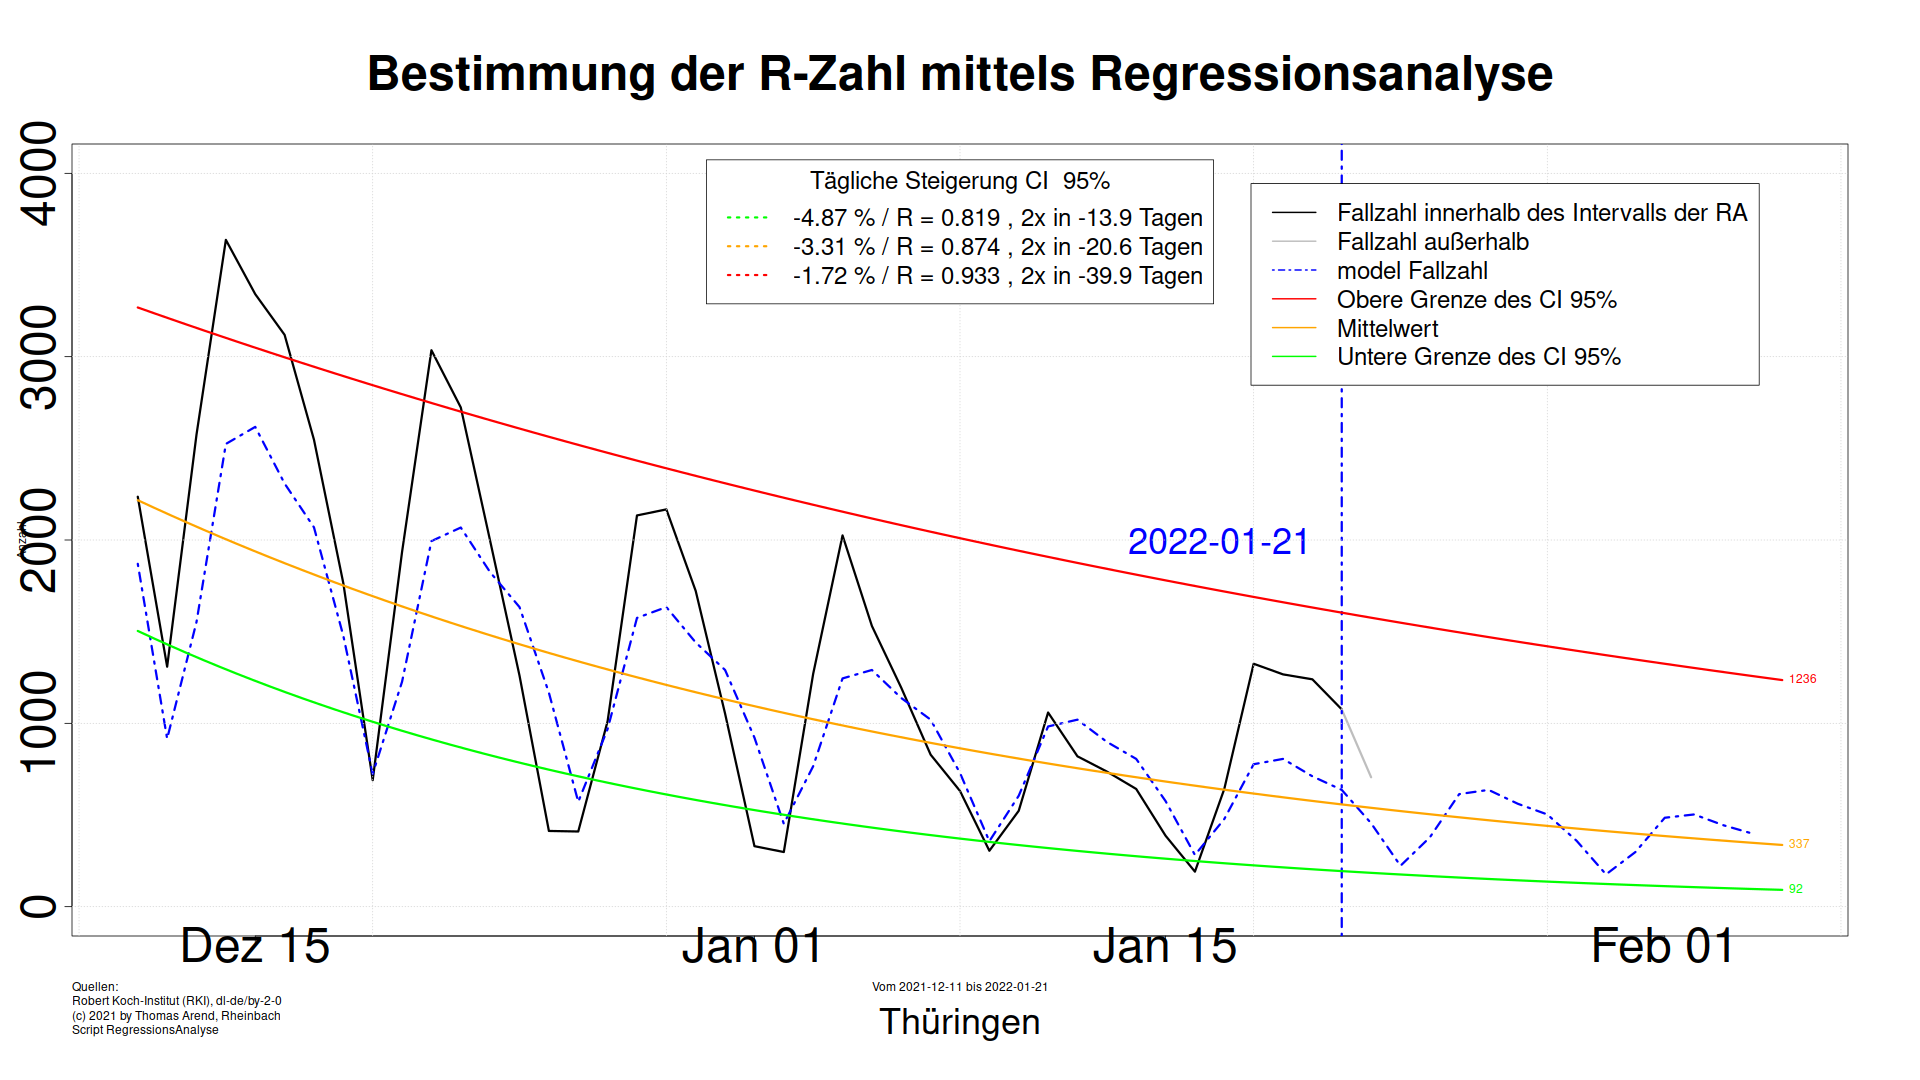 Bestimmung der R-Zahl mittels Regressionsanalyse
4000
3000
2000
1000
0
Anzahl
Tägliche Steigerung CI 95%
-4.87 % / R = 0.819 , 2x in -13.9 Tagen
-3.31 % / R = 0.874 , 2x in -20.6 Tagen
-1.72 % / R = 0.933 , 2x in -39.9 Tagen
Fallzahl innerhalb des Intervalls der RA
Fallzahl außerhalb
model Fallzahl
Obere Grenze des CI 95%
Mittelwert
Untere Grenze des CI 95%
2022-01-21
1236
337
92
Dez 15
Jan 01
Jan 15
Feb 01
Quellen:
Robert Koch-Institut (RKI), dl-de/by-2-0
(c) 2021 by Thomas Arend, Rheinbach
Script RegressionsAnalyse
Vom 2021-12-11 bis 2022-01-21
Thüringen